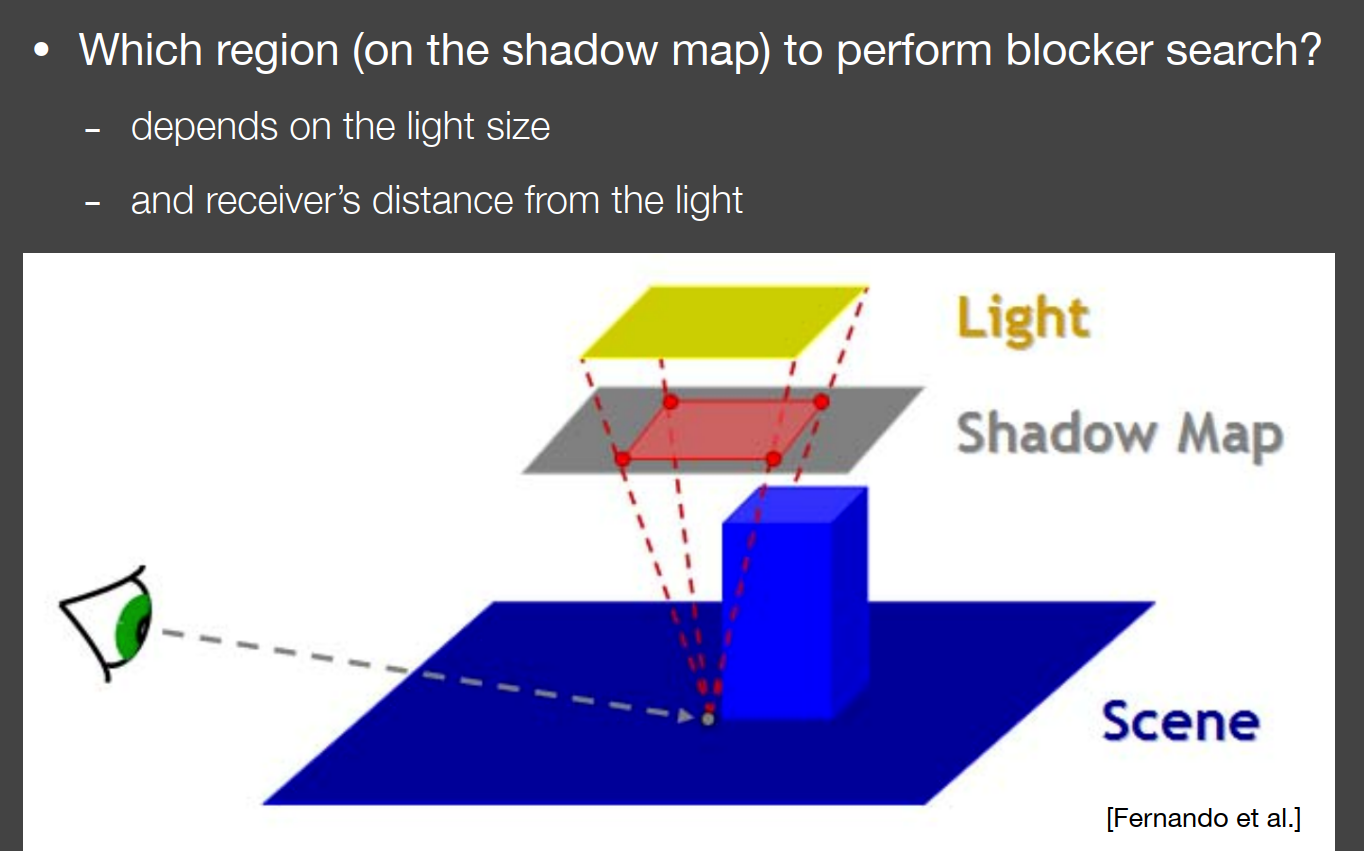 • Which region (on the shadow map) to perform blocker search?
- depends on the light size
- and receiver’s distance from the light
Light
Shadow Map
Scene
[Fernando et al.]